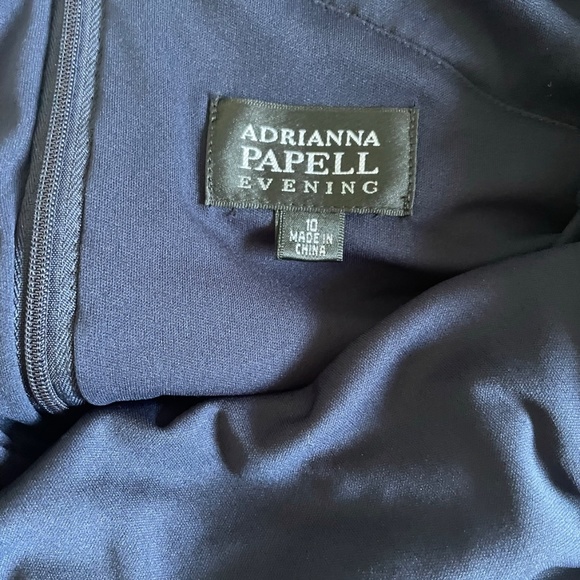 ADRIANNA
PAPELL
EVENING
10
MADE IN
CHINA